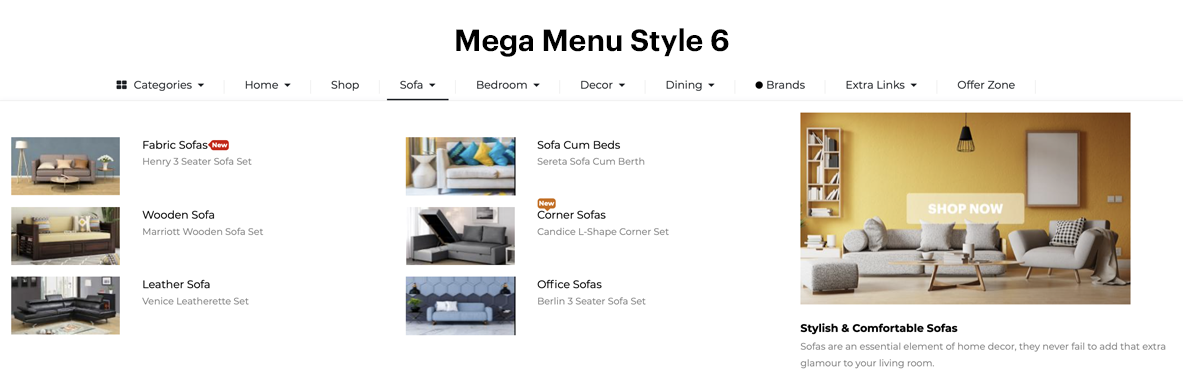 Mega Menu Style 6
Categories Home Shop Sofa Bedroom Decor Dining Brands Extra Links Offer Zone
Fabric Sofas New
Henry 3 Seater Sofa Set
Wooden Sofa
Marriott Wooden Sofa Set
Leather Sofa
Venice Leatherette Set
Sofa Cum Beds
Sereta Sofa Cum Berth
New
Corner Sofas
Candice L-Shape Corner Set
Office Sofas
Berlin 3 Seater Sofa Set
SHOP NOW
Stylish & Comfortable Sofas
Sofas are an essential element of home decor, they never fail to add that extra
glamour to your living room.